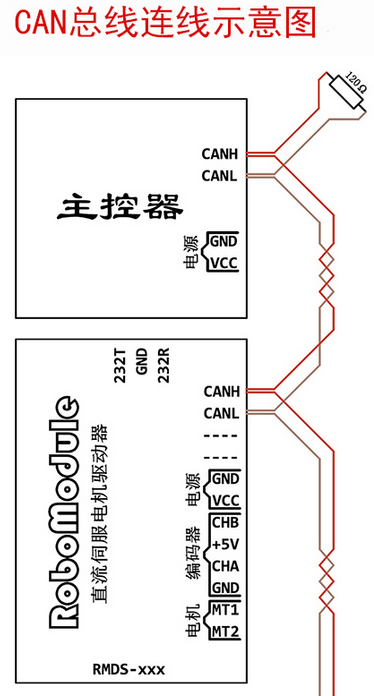 CAN总线连线示意图
120Ω
CANH
CANL
主控器
电源
GND
VCC
232T
GND
232R
CANH
CANL
----
----
RoboModule
直流伺服电机驱动器
电源
GND
VCC
编码器
CHB
+5V
CHA
GND
电机
MT1
MT2
RMDS-xxx